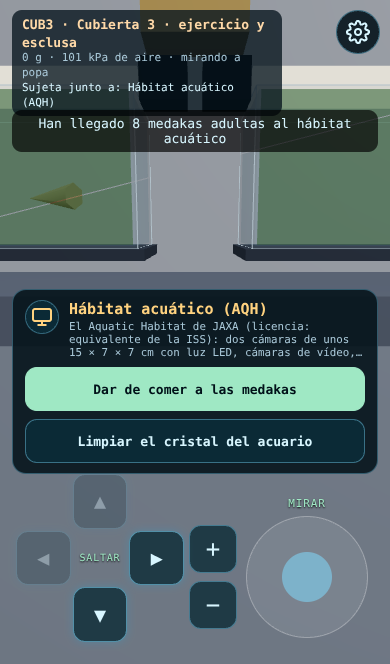 CUB3 · Cubierta 3 · ejercicio y
esclusa
0 g · 101 kPa de aire · mirando a
popa
Sujeta junto a: Hábitat acuático
(AQH)
Han llegado 8 medakas adultas al hábitat
acuático
Hábitat acuático (AQH)
El Aquatic Habitat de JAXA (licencia:
equivalente de la ISS): dos cámaras de unos
15 × 7 × 7 cm con luz LED, cámaras de vídeo,…
Dar de comer a las medakas
Limpiar el cristal del acuario
MIRAR
▲
◀ SALTAR ▶ +
▼ −